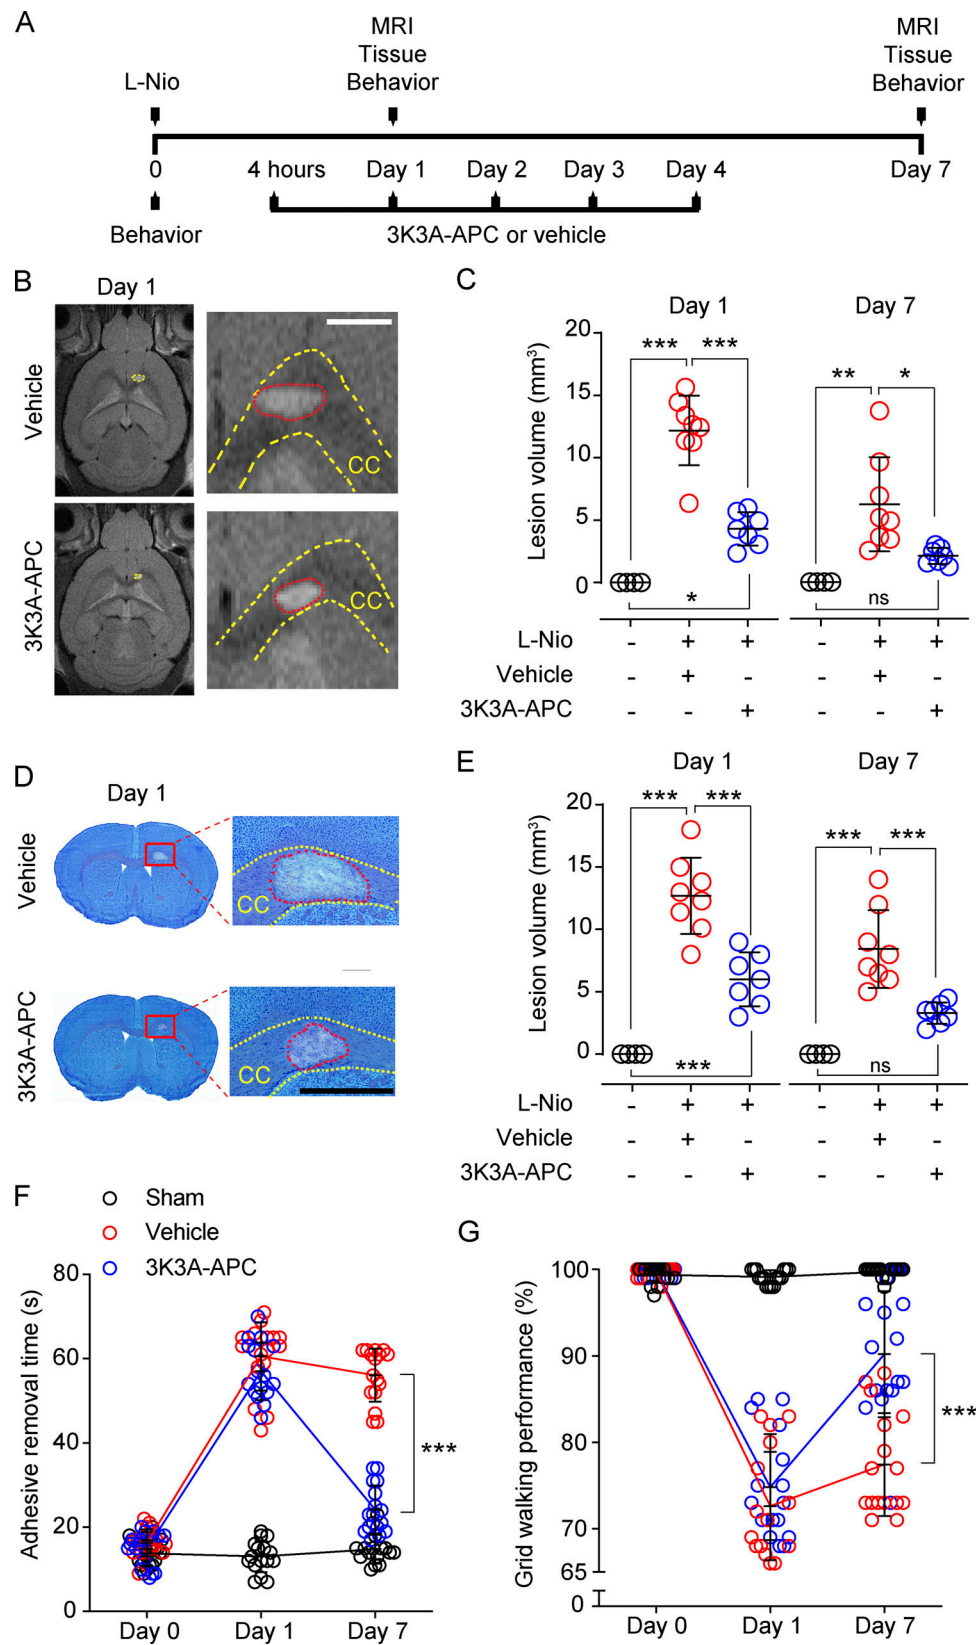 A
MRI
Tissue
Behavior
MRI
Tissue
Behavior
L-Nio
0
4 hours
Day 1
Day 2
Day 3
Day 4
Day 7
Behavior
3K3A-APC or vehicle
B
Day 1
Vehicle
CC
3K3A-APC
CC
C
Day 1
Day 7
Lesion volume (mm³)
20
15
10
5
0
*** ***
** *
*
ns
L-Nio - + + - + +
Vehicle - + - - + -
3K3A-APC - - + - - +
D
Day 1
Vehicle
CC
3K3A-APC
CC
E
Day 1
Day 7
Lesion volume (mm³)
20
15
10
5
0
*** ***
*** ***
***
ns
L-Nio - + + - + +
Vehicle - + - - + -
3K3A-APC - - + - - +
F
Sham
Vehicle
3K3A-APC
Adhesive removal time (s)
80
60
40
20
0
***
Day 0 Day 1 Day 7
G
Grid walking performance (%)
100
90
80
70
65
0
***
Day 0 Day 1 Day 7